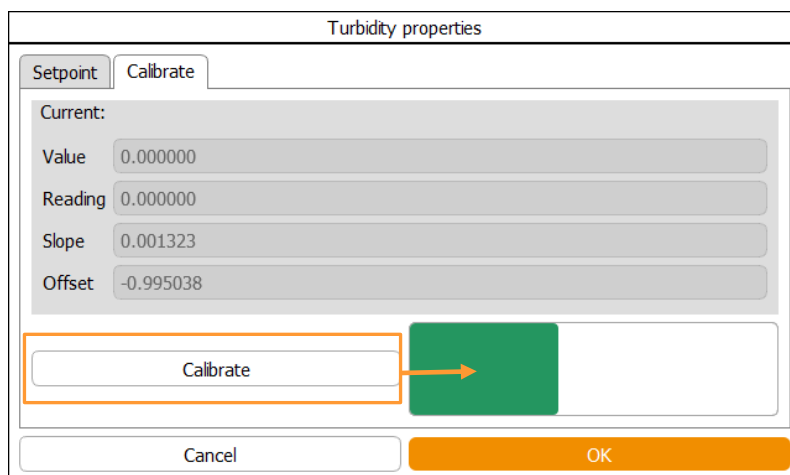 Turbidity properties
Setpoint Calibrate
Current:
Value 0.000000
Reading 0.000000
Slope 0.001323
Offset -0.995038
Calibrate
Cancel OK